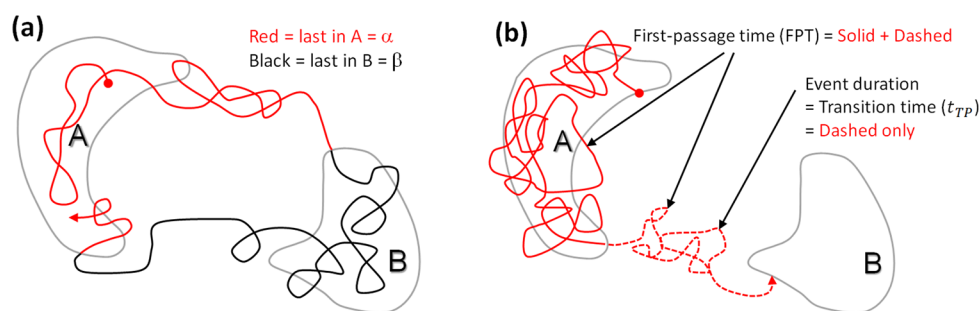 (a)
Red = last in A = α
Black = last in B = β
A
B
(b)
First-passage time (FPT) = Solid + Dashed
Event duration
= Transition time (t_TP)
= Dashed only
A
B